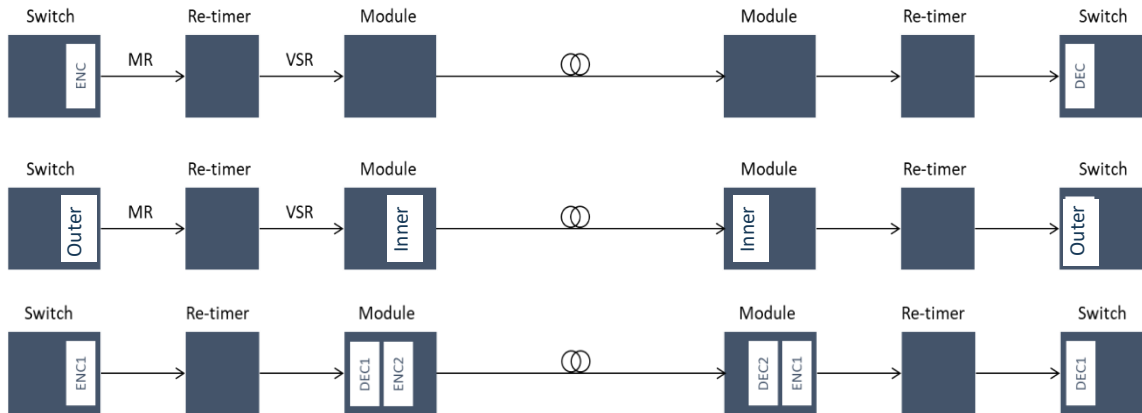 Switch Re-timer Module Module Re-timer Switch
ENC MR VSR DEC
Switch Re-timer Module Module Re-timer Switch
Outer MR VSR Inner Inner Outer
Switch Re-timer Module Module Re-timer Switch
ENC1 DEC1 ENC2 DEC2 ENC1 DEC1